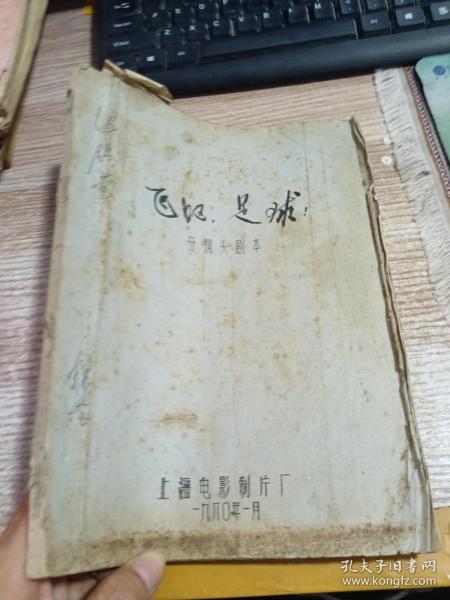 飞吧，足球！
分镜头剧本
上海电影制片厂
一九八〇年一月
孔夫子旧书网
www.kongfz.com